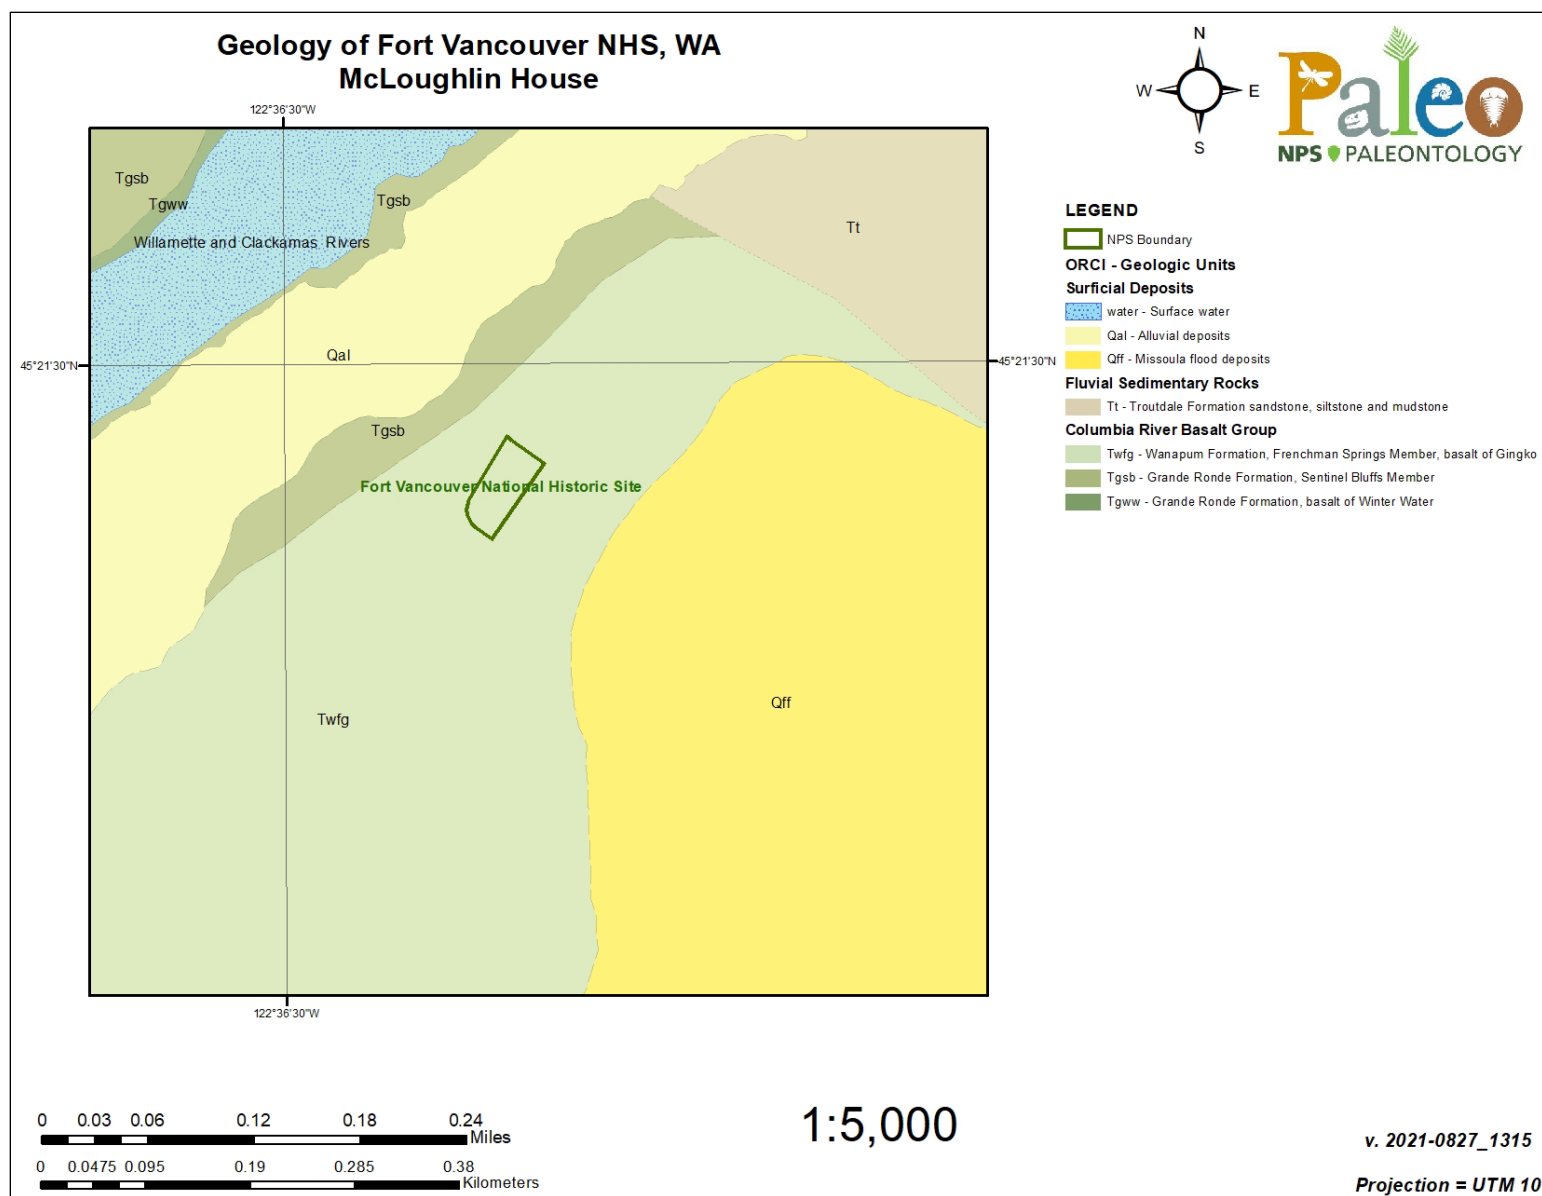 Geology of Fort Vancouver NHS, WA
McLoughlin House
N
W E
S
Paleo
NPS PALEONTOLOGY
122°36'30"W
Tgsb
Tgww
Tgsb
Willamette and Clackamas Rivers
Tt
Qal
45°21'30"N
45°21'30"N
Tgsb
Fort Vancouver National Historic Site
Qff
Twfg
122°36'30"W
LEGEND
NPS Boundary
ORCI - Geologic Units
Surficial Deposits
water - Surface water
Qal - Alluvial deposits
Qff - Missoula flood deposits
Fluvial Sedimentary Rocks
Tt - Troutdale Formation sandstone, siltstone and mudstone
Columbia River Basalt Group
Twfg - Wanapum Formation, Frenchman Springs Member, basalt of Gingko
Tgsb - Grande Ronde Formation, Sentinel Bluffs Member
Tgww - Grande Ronde Formation, basalt of Winter Water
0 0.03 0.06 0.12 0.18 0.24
Miles
0 0.0475 0.095 0.19 0.285 0.38
Kilometers
1:5,000
v. 2021-0827_1315
Projection = UTM 10